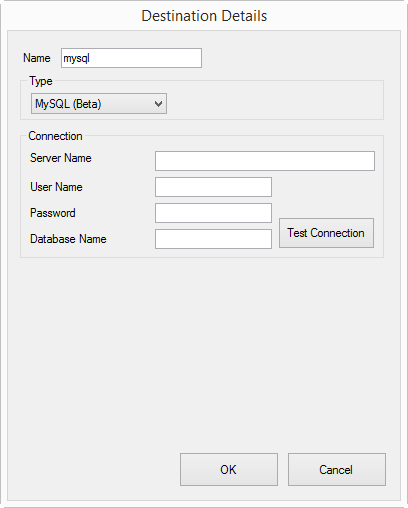 Destination Details
Name mysql
Type
MySQL (Beta)
Connection
Server Name
User Name
Password
Database Name
Test Connection
OK Cancel